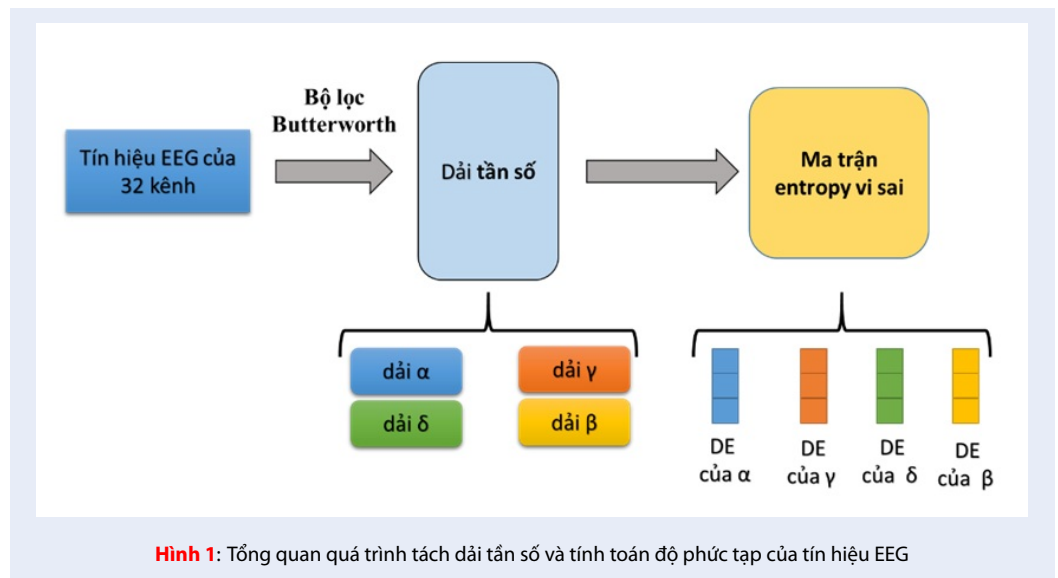 Tín hiệu EEG của
32 kênh
Bộ lọc
Butterworth
Dải tần số
Ma trận
entropy vi sai
dải α
dải γ
dải δ
dải β
DE
của α
DE
của γ
DE
của δ
DE
của β
Hình 1: Tổng quan quá trình tách dải tần số và tính toán độ phức tạp của tín hiệu EEG